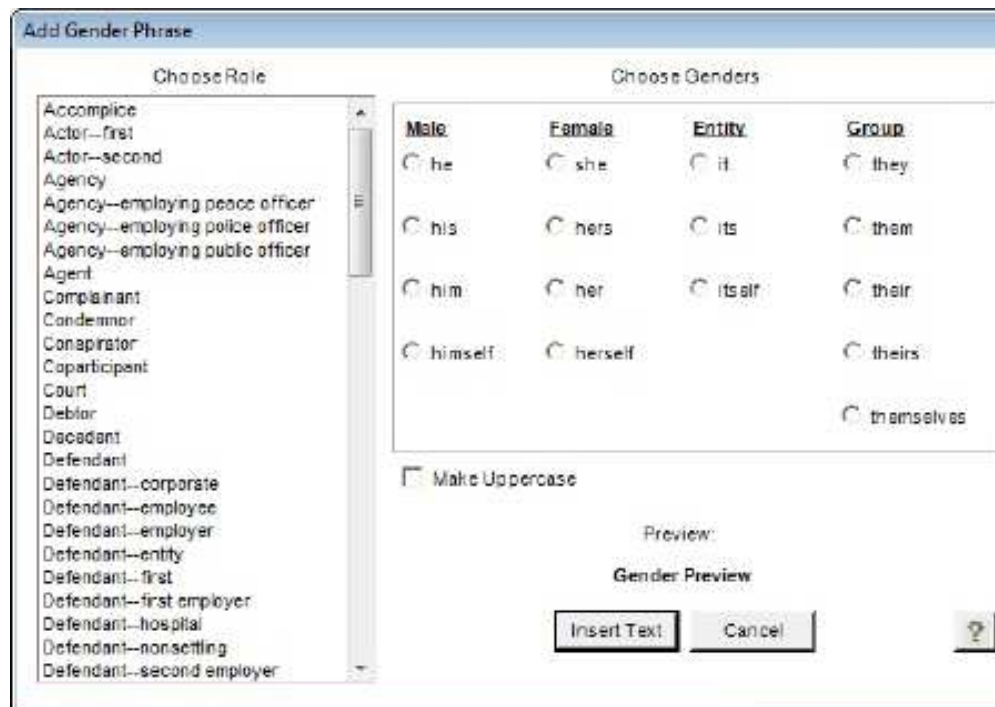 Add Gender Phrase
Choose Role
Accomplice
Actor--first
Actor--second
Agency
Agency--employing peace officer
Agency--employing police officer
Agency--employing public officer
Agent
Complainant
Condemnor
Conspirator
Coparticipant
Court
Debtor
Decedent
Defendant
Defendant--corporate
Defendant--employee
Defendant--employer
Defendant--entity
Defendant--first
Defendant--first employer
Defendant--hospital
Defendant--nonsettling
Defendant--second employer
Choose Genders
Male Female Entity Group
he she it they
his hers its them
him her itself their
himself herself theirs
themselves
Make Uppercase
Preview:
Gender Preview
Insert Text Cancel ?